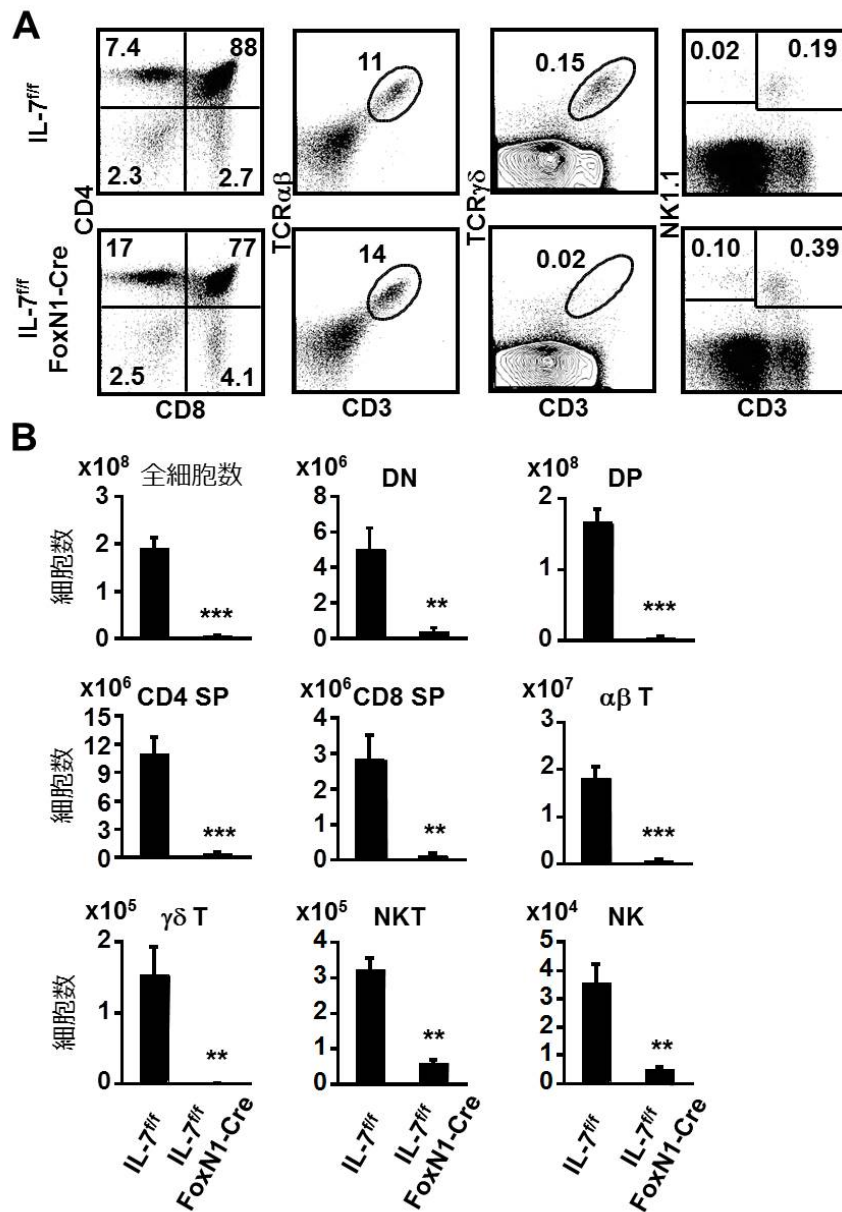 A
7.4 88
11
0.15
0.02 0.19
IL-7f/f
2.3 2.7
CD4
TCRαβ
TCRγδ
NK1.1
17 77
14
0.02
0.10 0.39
IL-7f/f
FoxN1-Cre
2.5 4.1
CD8
CD3
CD3
CD3
B
x10⁸ 全細胞数
3
2
1
0
細胞数
***
x10⁶ DN
8
6
4
2
0
**
x10⁸ DP
2
1
0
***
x10⁶ CD4 SP
15
12
9
6
3
0
細胞数
***
x10⁶ CD8 SP
4
3
2
1
0
**
x10⁷ αβ T
3
2
1
0
***
x10⁵ γδ T
2
1
0
細胞数
**
x10⁵ NKT
4
3
2
1
0
**
x10⁴ NK
5
4
3
2
1
0
**
IL-7f/f
IL-7f/f
FoxN1-Cre
IL-7f/f
IL-7f/f
FoxN1-Cre
IL-7f/f
IL-7f/f
FoxN1-Cre